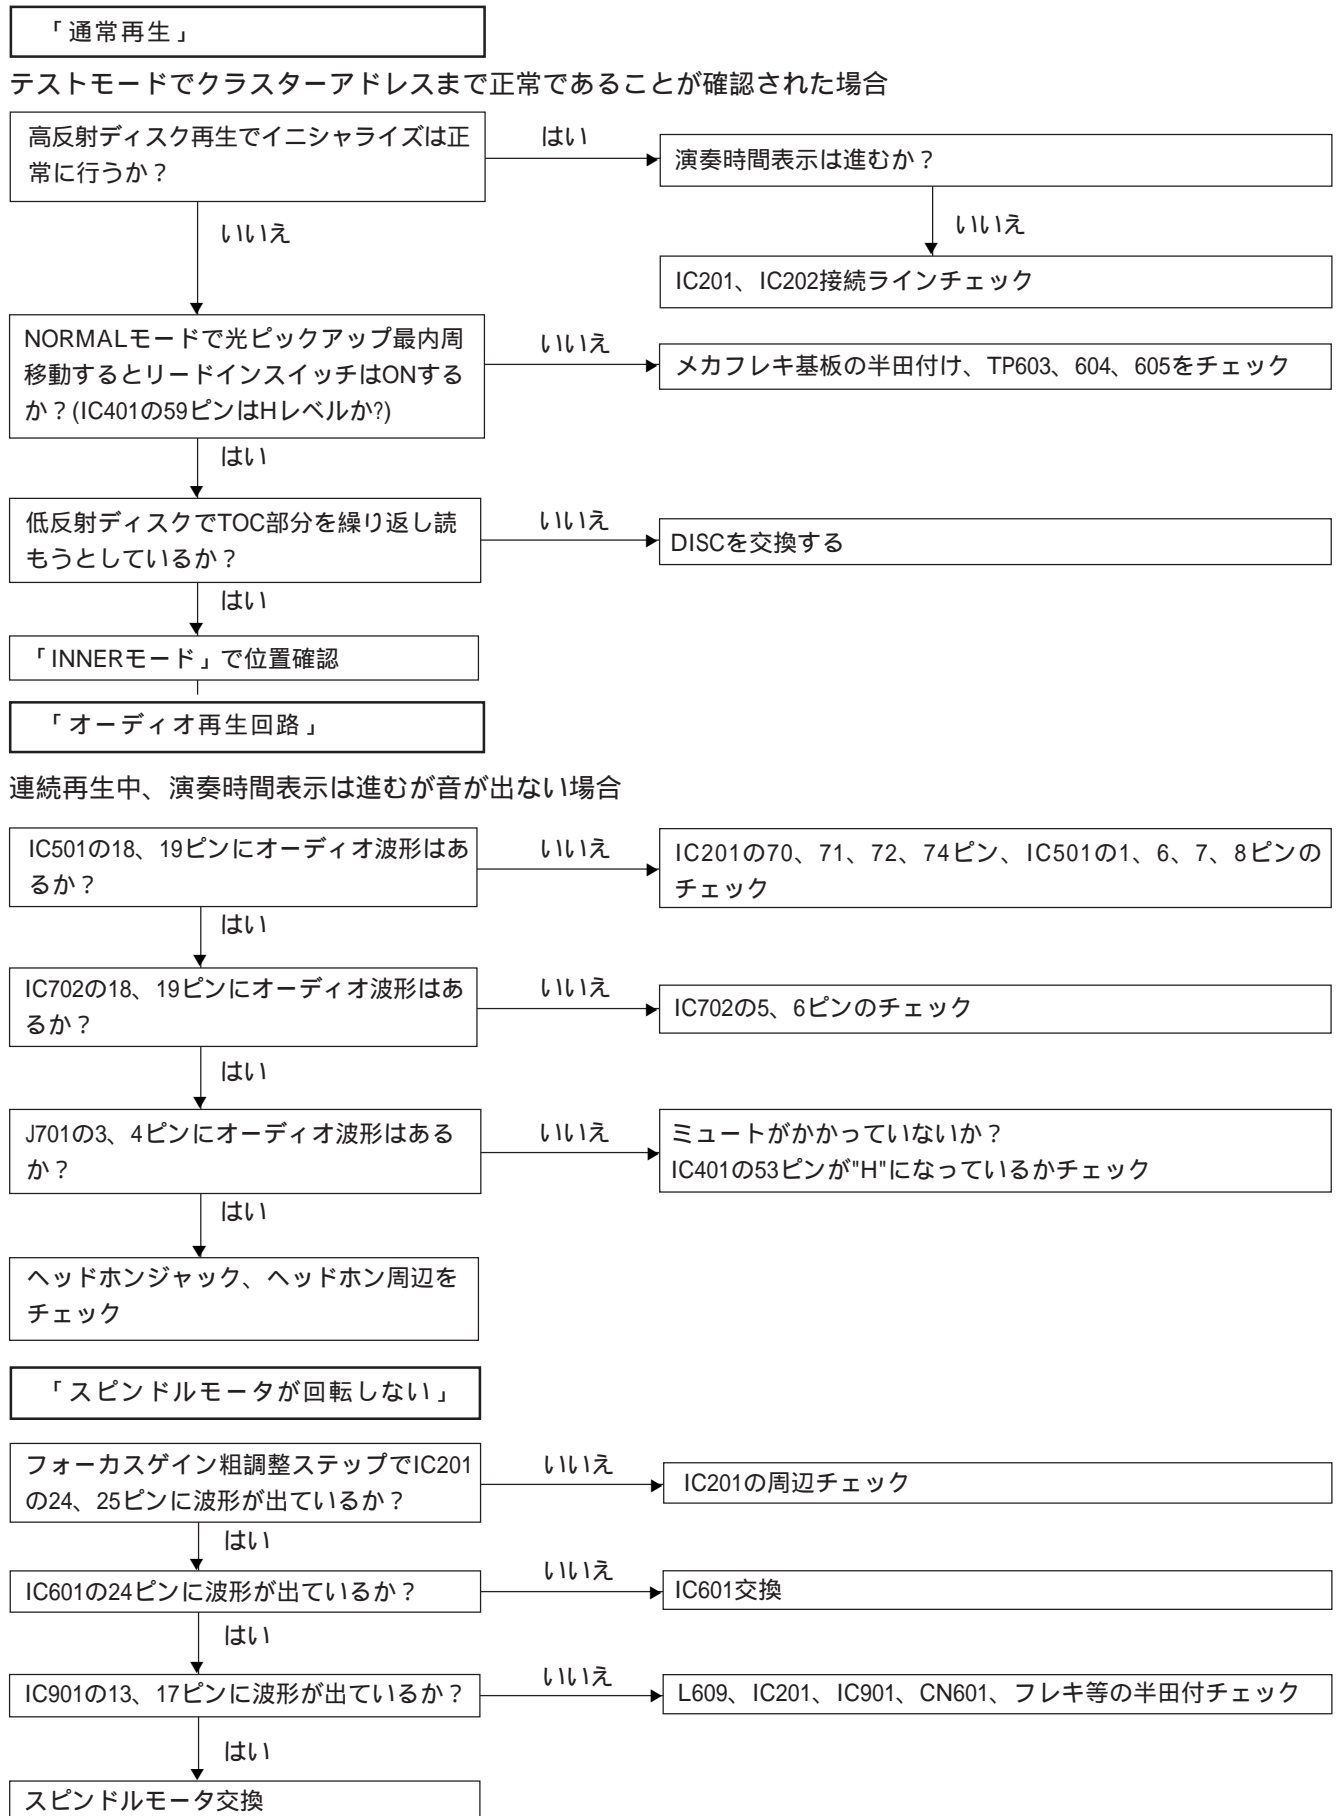 「通常再生」
テストモードでクラスターアドレスまで正常であることが確認された場合
高反射ディスク再生でイニシャライズは正
常に行うか？
はい
演奏時間表示は進むか？
いいえ
いいえ
IC201、IC202接続ラインチェック
NORMALモードで光ピックアップ最内周
移動するとリードインスイッチはONする
か？(IC401の59ピンはHレベルか?)
いいえ
メカフレキ基板の半田付け、TP603、604、605をチェック
はい
低反射ディスクでTOC部分を繰り返し読
もうとしているか？
いいえ
DISCを交換する
はい
「INNERモード」で位置確認
「オーディオ再生回路」
連続再生中、演奏時間表示は進むが音が出ない場合
IC501の18、19ピンにオーディオ波形はあ
るか？
いいえ
IC201の70、71、72、74ピン、IC501の1、6、7、8ピンの
チェック
はい
IC702の18、19ピンにオーディオ波形はあ
るか？
いいえ
IC702の5、6ピンのチェック
はい
J701の3、4ピンにオーディオ波形はある
か？
いいえ
ミュートがかかっていないか？
IC401の53ピンが"H"になっているかチェック
はい
ヘッドホンジャック、ヘッドホン周辺を
チェック
「スピンドルモータが回転しない」
フォーカスゲイン粗調整ステップでIC201
の24、25ピンに波形が出ているか？
いいえ
IC201の周辺チェック
はい
IC601の24ピンに波形が出ているか？
いいえ
IC601交換
はい
IC901の13、17ピンに波形が出ているか？
いいえ
L609、IC201、IC901、CN601、フレキ等の半田付チェック
はい
スピンドルモータ交換